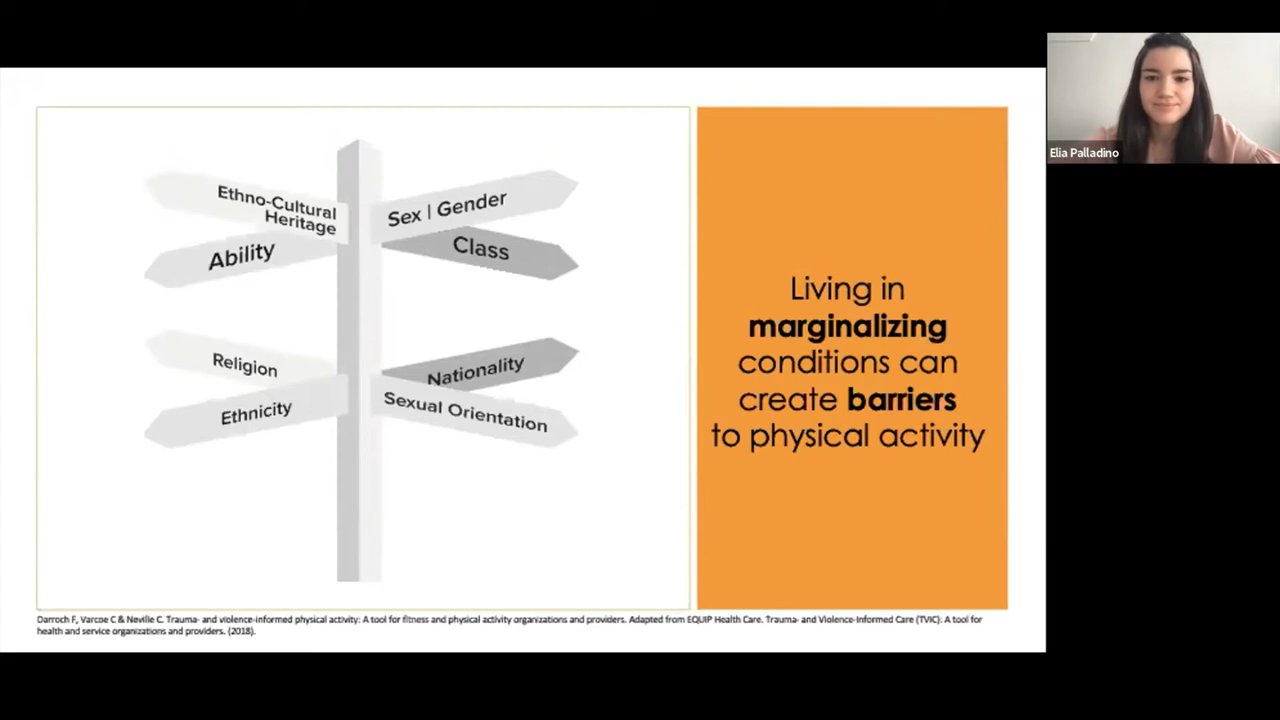 Ethno-Cultural
Heritage
Sex | Gender
Ability
Class
Religion
Nationality
Ethnicity
Sexual Orientation
Living in
marginalizing
conditions can
create barriers
to physical activity
Elia Palladino
Darroch F, Varcoe C & Neville C. Trauma- and violence-informed physical activity: A tool for fitness and physical activity organizations and providers. Adapted from EQUIP Health Care. Trauma- and Violence-Informed Care (TVIC): A tool for
health and service organizations and providers. (2018).